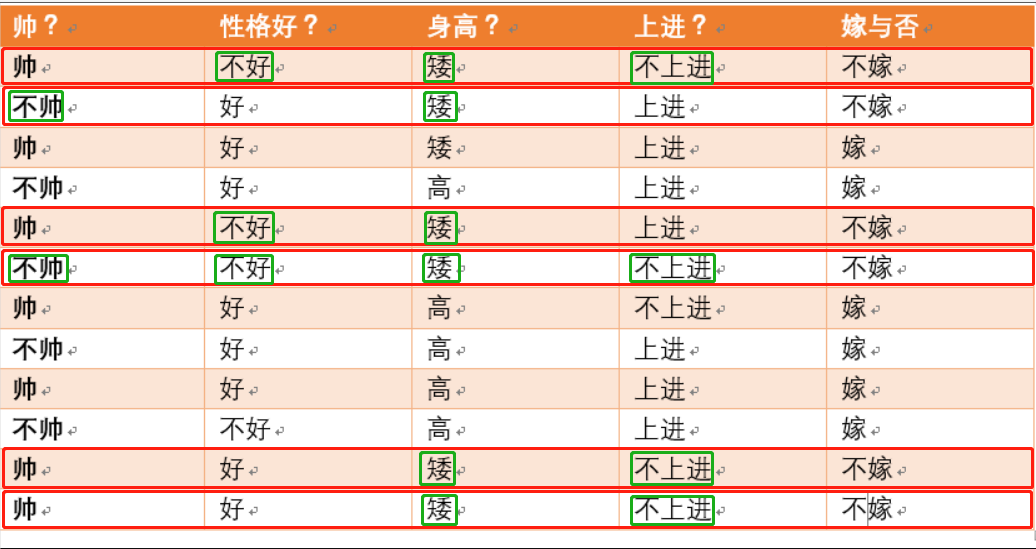 帅？ 性格好？ 身高？ 上进？ 嫁与否
帅 不好 矮 不上进 不嫁
不帅 好 矮 上进 不嫁
帅 好 矮 上进 嫁
不帅 好 高 上进 嫁
帅 不好 矮 上进 不嫁
不帅 不好 矮 不上进 不嫁
帅 好 高 不上进 嫁
不帅 好 高 上进 嫁
帅 好 高 上进 嫁
不帅 不好 高 上进 嫁
帅 好 矮 不上进 不嫁
帅 好 矮 不上进 不嫁